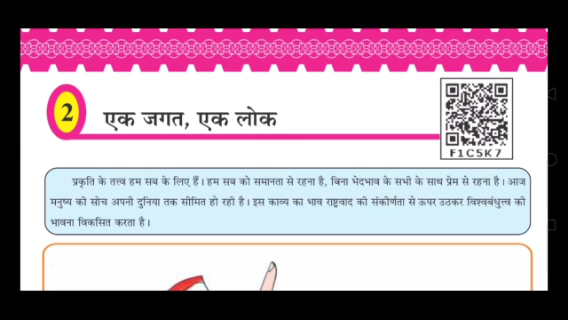 2
एक जगत, एक लोक
F1C5K7
प्रकृति के तत्त्व हम सब के लिए हैं। हम सब को समानता से रहना है, बिना भेदभाव के सभी के साथ प्रेम से रहना है। आज
मनुष्य की सोच अपनी दुनिया तक सीमित हो रही है। इस काव्य का भाव राष्ट्रवाद की संकीर्णता से ऊपर उठकर विश्वबंधुत्त्व की
भावना विकसित करता है।